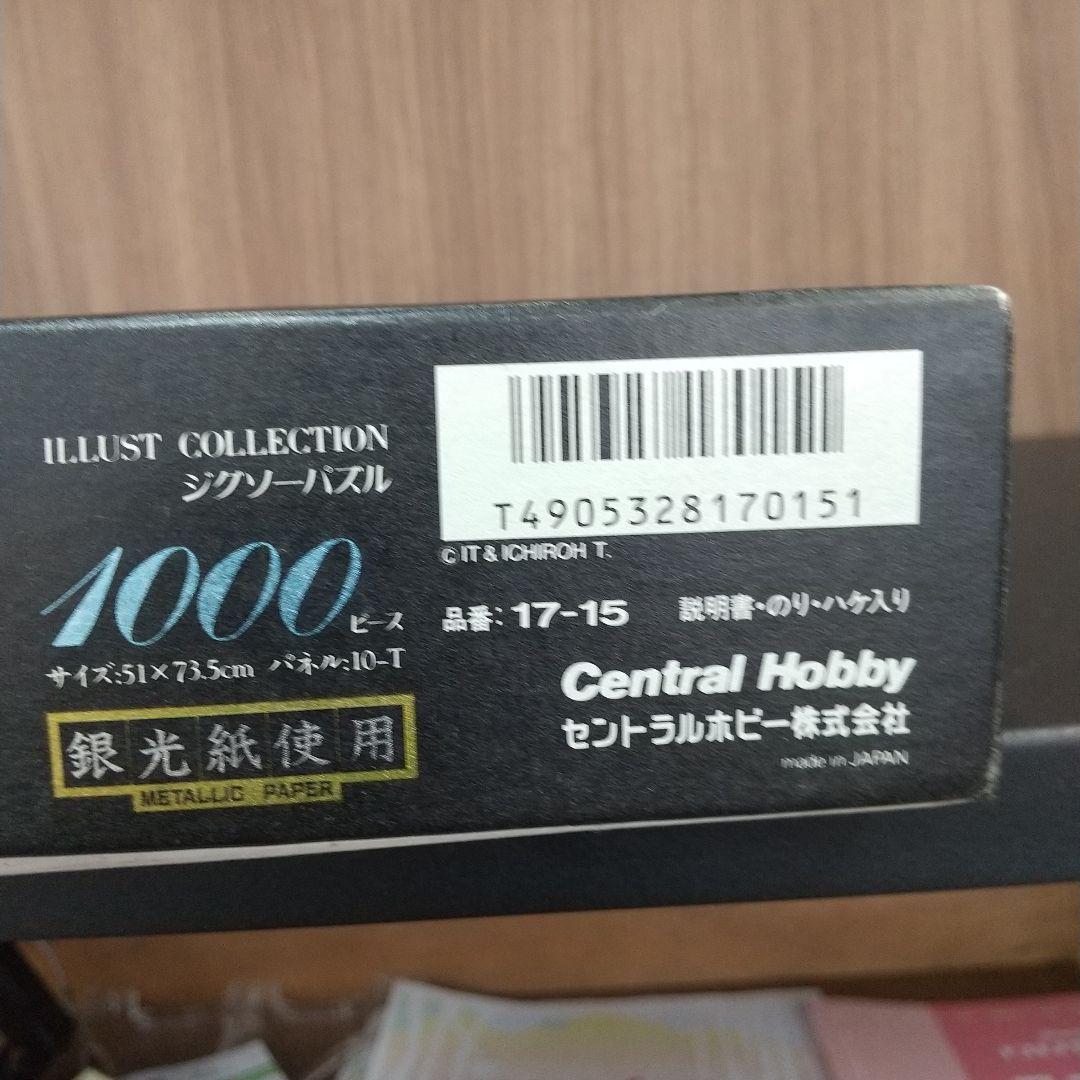 ILLUST COLLECTION
ジグソーパズル
1000ピース
サイズ:51×73.5cm パネル:10-T
銀光紙使用
METALLIC PAPER
T4905328170151
© IT & ICHIROH T.
品番: 17-15 説明書・のり・ハケ入り
Central Hobby
セントラルホビー株式会社
made in JAPAN